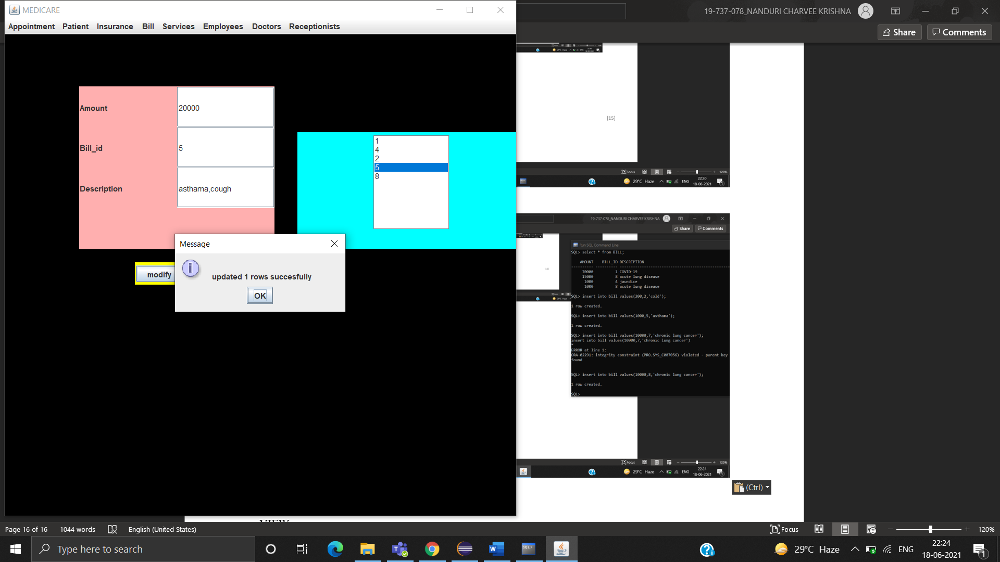 MEDICARE
Appointment Patient Insurance Bill Services Employees Doctors Receptionists
Amount 20000
Bill_id 5
Description asthama,cough
1
4
2
5
8
modify
Message
updated 1 rows succesfully
OK
19-737-078_NANDURI CHARVEE KRISHNA
Share Comments
[15]
Focus 120%
29°C Haze ENG 22:20
18-06-2021
19-737-078_NANDURI CHARVEE KRISHNA
Share Comments
Run SQL Command Line
SQL> select * from BILL;
AMOUNT BILL_ID DESCRIPTION
70000 1 COVID-19
15000 8 acute lung disease
1000 4 jaundice
1000 8 acute lung disease
SQL> insert into bill values(200,2,'cold');
1 row created.
SQL> insert into bill values(1000,5,'asthama');
1 row created.
SQL> insert into bill values(10000,7,'chronic lung cancer');
insert into bill values(10000,7,'chronic lung cancer')
*
ERROR at line 1:
ORA-02291: integrity constraint (PRO.SYS_C007056) violated - parent key
found
SQL> insert into bill values(10000,8,'chronic lung cancer');
1 row created.
SQL>
Focus 120%
29°C Haze ENG 22:24
18-06-2021
(Ctrl)
VIEW
Page 16 of 16 1044 words English (United States) Focus 120%
Type here to search
29°C Haze ENG 22:24
18-06-2021
1